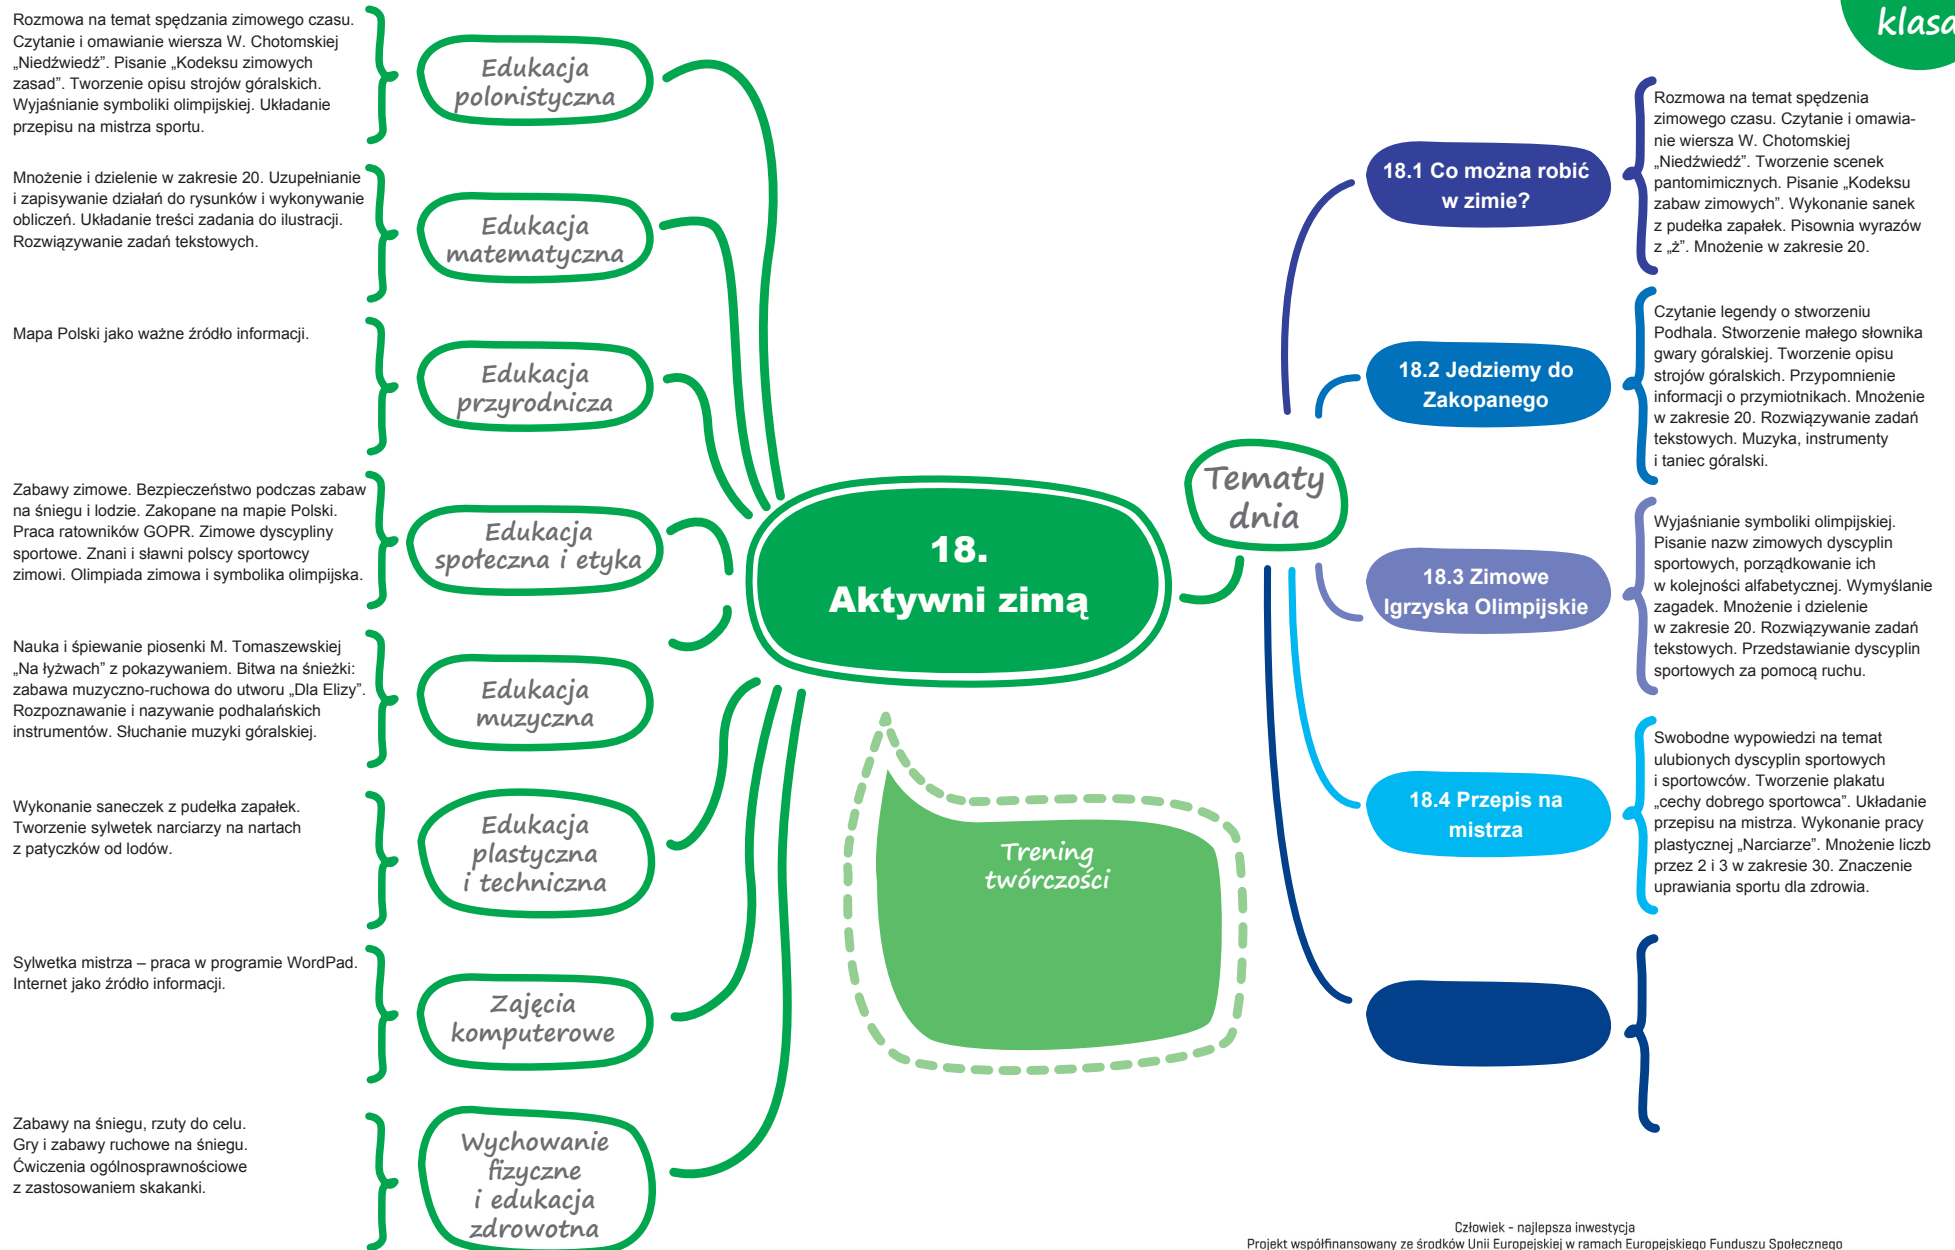 klasa
Rozmowa na temat spędzania zimowego czasu.
Czytanie i omawianie wiersza W. Chotomskiej
„Niedźwiedź”. Pisanie „Kodeksu zimowych
zasad”. Tworzenie opisu strojów góralskich.
Wyjaśnianie symboliki olimpijskiej. Układanie
przepisu na mistrza sportu.
Edukacja
polonistyczna
Mnożenie i dzielenie w zakresie 20. Uzupełnianie
i zapisywanie działań do rysunków i wykonywanie
obliczeń. Układanie treści zadania do ilustracji.
Rozwiązywanie zadań tekstowych.
Edukacja
matematyczna
Mapa Polski jako ważne źródło informacji.
Edukacja
przyrodnicza
Zabawy zimowe. Bezpieczeństwo podczas zabaw
na śniegu i lodzie. Zakopane na mapie Polski.
Praca ratowników GOPR. Zimowe dyscypliny
sportowe. Znani i sławni polscy sportowcy
zimowi. Olimpiada zimowa i symbolika olimpijska.
Edukacja
społeczna i etyka
Nauka i śpiewanie piosenki M. Tomaszewskiej
„Na łyżwach” z pokazywaniem. Bitwa na śnieżki:
zabawa muzyczno-ruchowa do utworu „Dla Elizy”.
Rozpoznawanie i nazywanie podhalańskich
instrumentów. Słuchanie muzyki góralskiej.
Edukacja
muzyczna
Wykonanie saneczek z pudełka zapałek.
Tworzenie sylwetek narciarzy na nartach
z patyczków od lodów.
Edukacja
plastyczna
i techniczna
Sylwetka mistrza – praca w programie WordPad.
Internet jako źródło informacji.
Zajęcia
komputerowe
Zabawy na śniegu, rzuty do celu.
Gry i zabawy ruchowe na śniegu.
Ćwiczenia ogólnosprawnościowe
z zastosowaniem skakanki.
Wychowanie
fizyczne
i edukacja
zdrowotna
18.
Aktywni zimą
Trening
twórczości
Tematy
dnia
18.1 Co można robić
w zimie?
Rozmowa na temat spędzenia
zimowego czasu. Czytanie i omawia-
nie wiersza W. Chotomskiej
„Niedźwiedź”. Tworzenie scenek
pantomimicznych. Pisanie „Kodeksu
zabaw zimowych”. Wykonanie sanek
z pudełka zapałek. Pisownia wyrazów
z „ż”. Mnożenie w zakresie 20.
18.2 Jedziemy do
Zakopanego
Czytanie legendy o stworzeniu
Podhala. Stworzenie małego słownika
gwary góralskiej. Tworzenie opisu
strojów góralskich. Przypomnienie
informacji o przymiotnikach. Mnożenie
w zakresie 20. Rozwiązywanie zadań
tekstowych. Muzyka, instrumenty
i taniec góralski.
18.3 Zimowe
Igrzyska Olimpijskie
Wyjaśnianie symboliki olimpijskiej.
Pisanie nazw zimowych dyscyplin
sportowych, porządkowanie ich
w kolejności alfabetycznej. Wymyślanie
zagadek. Mnożenie i dzielenie
w zakresie 20. Rozwiązywanie zadań
tekstowych. Przedstawianie dyscyplin
sportowych za pomocą ruchu.
18.4 Przepis na
mistrza
Swobodne wypowiedzi na temat
ulubionych dyscyplin sportowych
i sportowców. Tworzenie plakatu
„cechy dobrego sportowca”. Układanie
przepisu na mistrza. Wykonanie pracy
plastycznej „Narciarze”. Mnożenie liczb
przez 2 i 3 w zakresie 30. Znaczenie
uprawiania sportu dla zdrowia.
Człowiek - najlepsza inwestycja
Projekt współfinansowany ze środków Unii Europejskiej w ramach Europejskiego Funduszu Społecznego